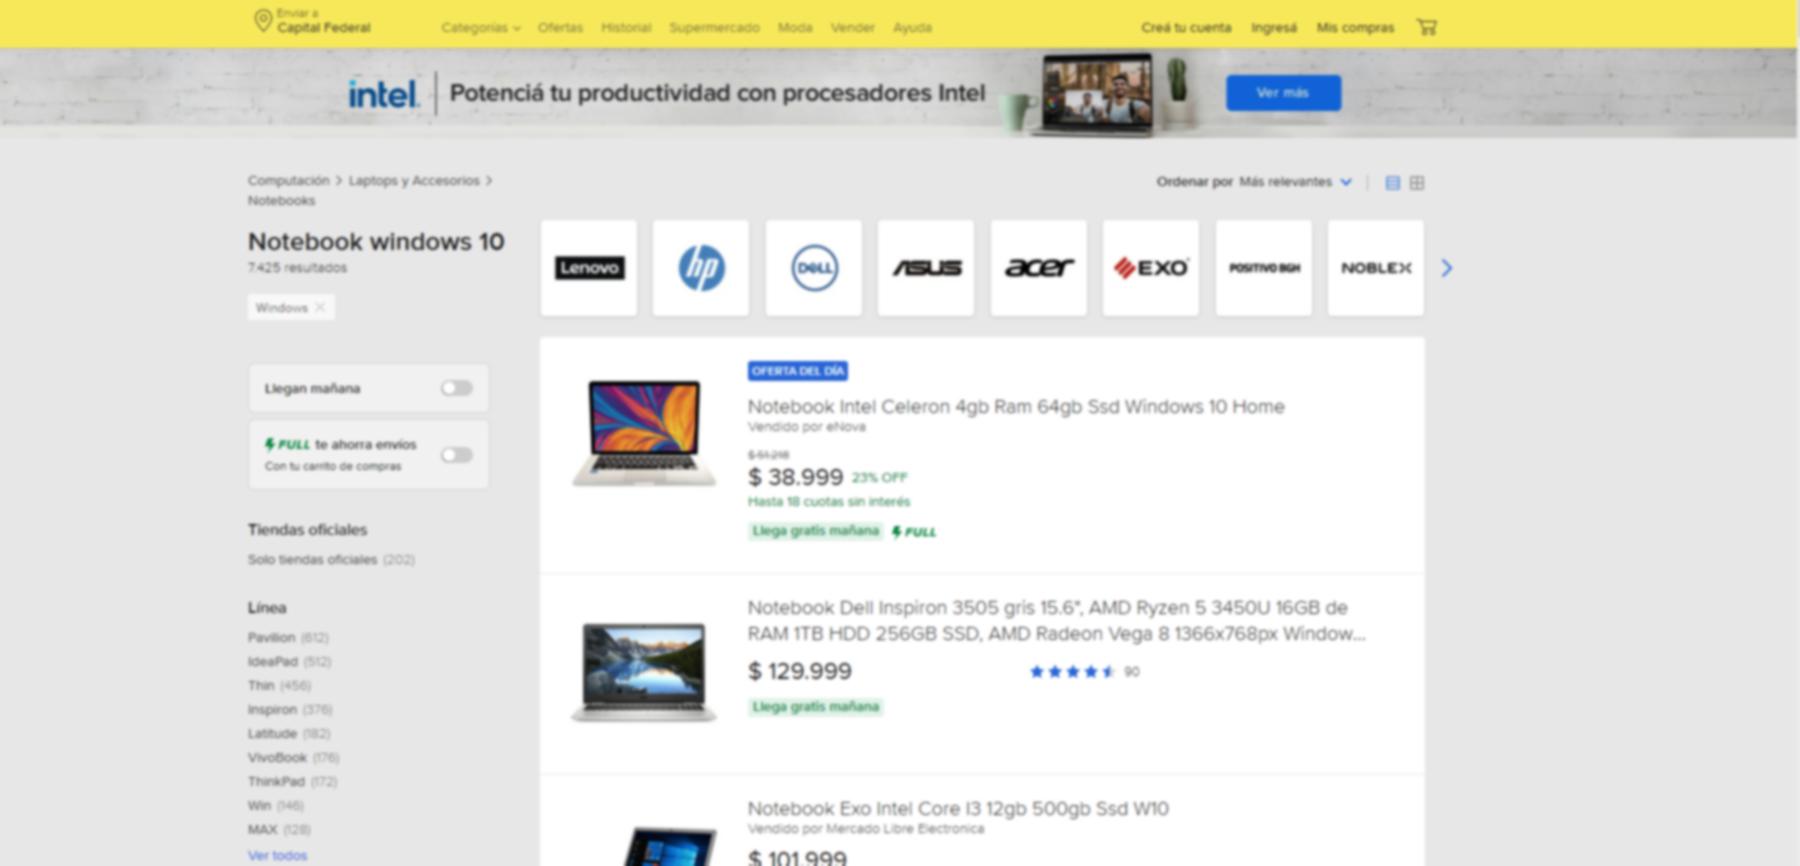 Enviar a
Capital Federal
Categorías Ofertas Historial Supermercado Moda Vender Ayuda
Creá tu cuenta Ingresá Mis compras
intel. Potenciá tu productividad con procesadores Intel
Ver más
Computación > Laptops y Accesorios >
Notebooks
Ordenar por Más relevantes
Notebook windows 10
7.425 resultados
Windows
Lenovo hp DELL ASUS acer EXO POSITIVO BGH NOBLEX
Llegan mañana
FULL te ahorra envíos
Con tu carrito de compras
Tiendas oficiales
Solo tiendas oficiales (202)
Línea
Pavilion (612)
IdeaPad (512)
Thin (456)
Inspiron (376)
Latitude (182)
VivoBook (176)
ThinkPad (172)
Win (146)
MAX (128)
Ver todos
OFERTA DEL DÍA
Notebook Intel Celeron 4gb Ram 64gb Ssd Windows 10 Home
Vendido por eNova
$ 51.218
$ 38.999 23% OFF
Hasta 18 cuotas sin interés
Llega gratis mañana FULL
Notebook Dell Inspiron 3505 gris 15.6", AMD Ryzen 5 3450U 16GB de
RAM 1TB HDD 256GB SSD, AMD Radeon Vega 8 1366x768px Window...
$ 129.999 90
Llega gratis mañana
Notebook Exo Intel Core I3 12gb 500gb Ssd W10
Vendido por Mercado Libre Electronica
$ 101.999